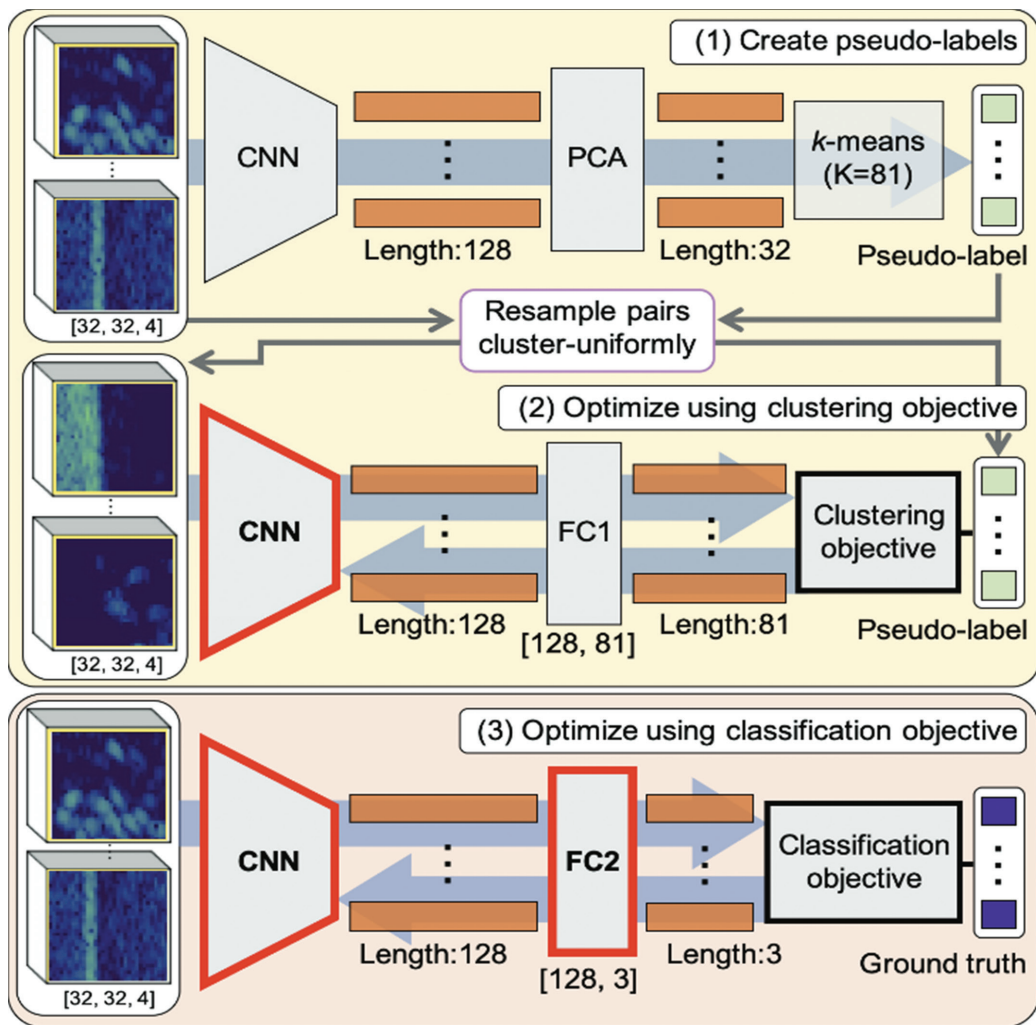 (1) Create pseudo-labels
CNN
PCA
k-means
(K=81)
Length:128
Length:32
Pseudo-label
[32, 32, 4]
Resample pairs
cluster-uniformly
(2) Optimize using clustering objective
CNN
FC1
Clustering
objective
Length:128
Length:81
[128, 81]
Pseudo-label
[32, 32, 4]
(3) Optimize using classification objective
CNN
FC2
Classification
objective
Length:128
Length:3
[128, 3]
Ground truth
[32, 32, 4]